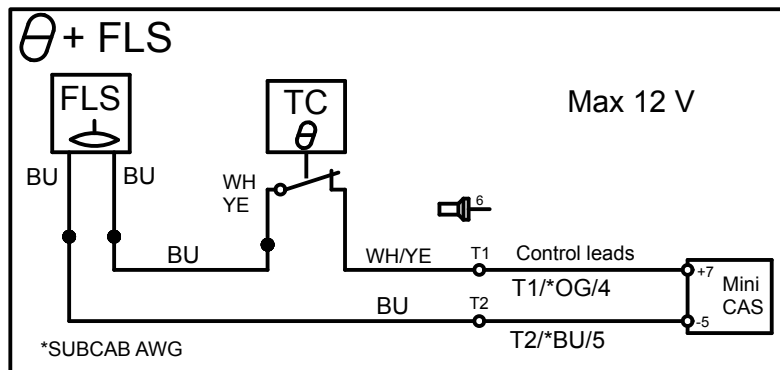 θ + FLS
FLS
TC
θ
Max 12 V
BU
BU
WH
YE
6
BU
WH/YE
T1
Control leads
+7
T1/*OG/4
Mini
CAS
BU
T2
-5
T2/*BU/5
*SUBCAB AWG